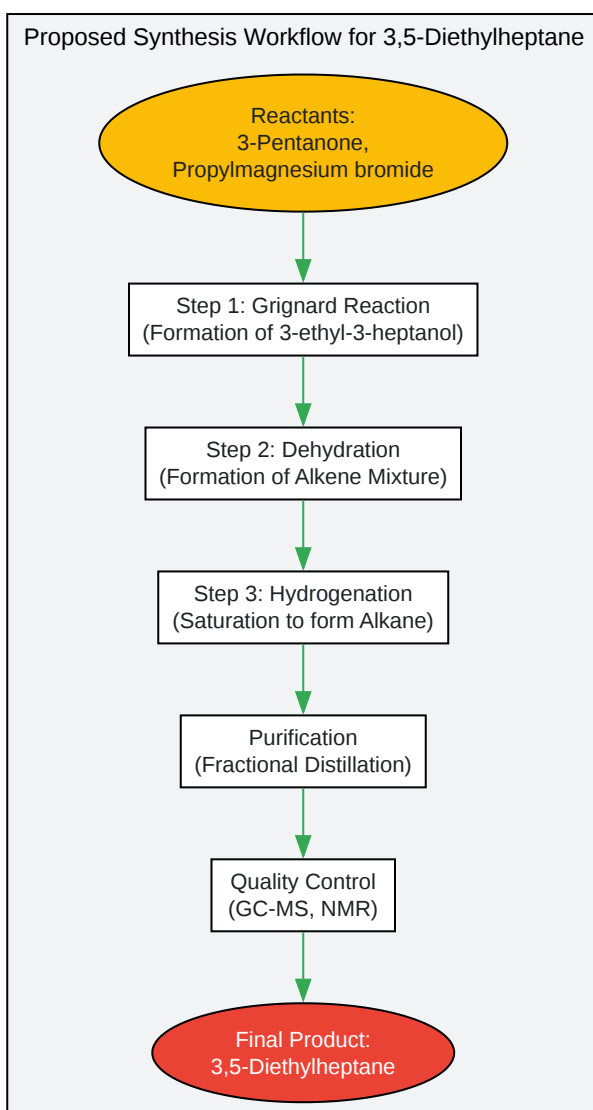 Proposed Synthesis Workflow for 3,5-Diethylheptane
Reactants:
3-Pentanone,
Propylmagnesium bromide
Step 1: Grignard Reaction
(Formation of 3-ethyl-3-heptanol)
Step 2: Dehydration
(Formation of Alkene Mixture)
Step 3: Hydrogenation
(Saturation to form Alkane)
Purification
(Fractional Distillation)
Quality Control
(GC-MS, NMR)
Final Product:
3,5-Diethylheptane